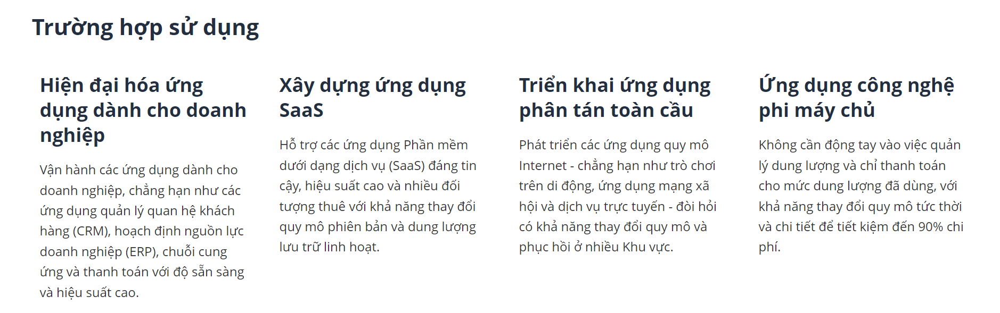 Trường hợp sử dụng
Hiện đại hóa ứng
dụng dành cho doanh
nghiệp
Vận hành các ứng dụng dành cho
doanh nghiệp, chẳng hạn như các
ứng dụng quản lý quan hệ khách
hàng (CRM), hoạch định nguồn lực
doanh nghiệp (ERP), chuỗi cung
ứng và thanh toán với độ sẵn sàng
và hiệu suất cao.
Xây dựng ứng dụng
SaaS
Hỗ trợ các ứng dụng Phần mềm
dưới dạng dịch vụ (SaaS) đáng tin
cậy, hiệu suất cao và nhiều đối
tượng thuê với khả năng thay đổi
quy mô phiên bản và dung lượng
lưu trữ linh hoạt.
Triển khai ứng dụng
phân tán toàn cầu
Phát triển các ứng dụng quy mô
Internet - chẳng hạn như trò chơi
trên di động, ứng dụng mạng xã
hội và dịch vụ trực tuyến - đòi hỏi
có khả năng thay đổi quy mô và
phục hồi ở nhiều Khu vực.
Ứng dụng công nghệ
phi máy chủ
Không cần động tay vào việc quản
lý dung lượng và chỉ thanh toán
cho mức dung lượng đã dùng, với
khả năng thay đổi quy mô tức thời
và chi tiết để tiết kiệm đến 90% chi
phí.